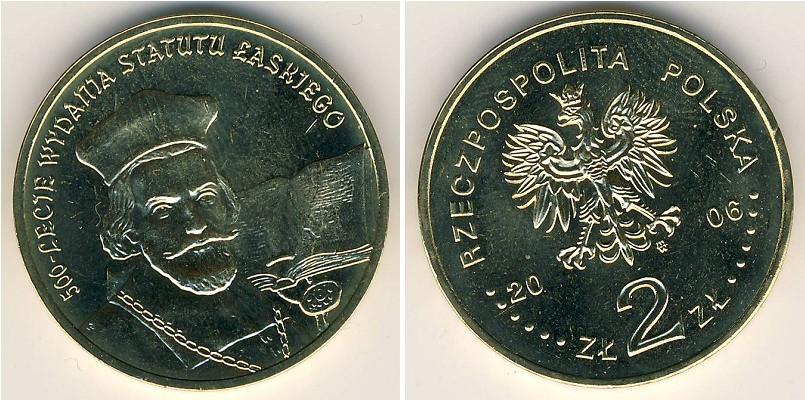 500-LECIE WYDANIA STATUTU ŁASKIEGO
RZECZPOSPOLITA POLSKA
20 06
ZŁ 2 ZŁ